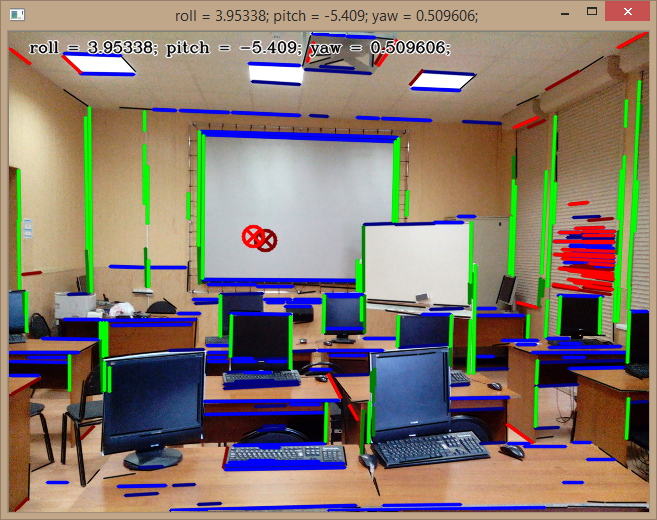 roll = 3.95338; pitch = -5.409; yaw = 0.509606;
roll = 3.95338; pitch = -5.409; yaw = 0.509606;